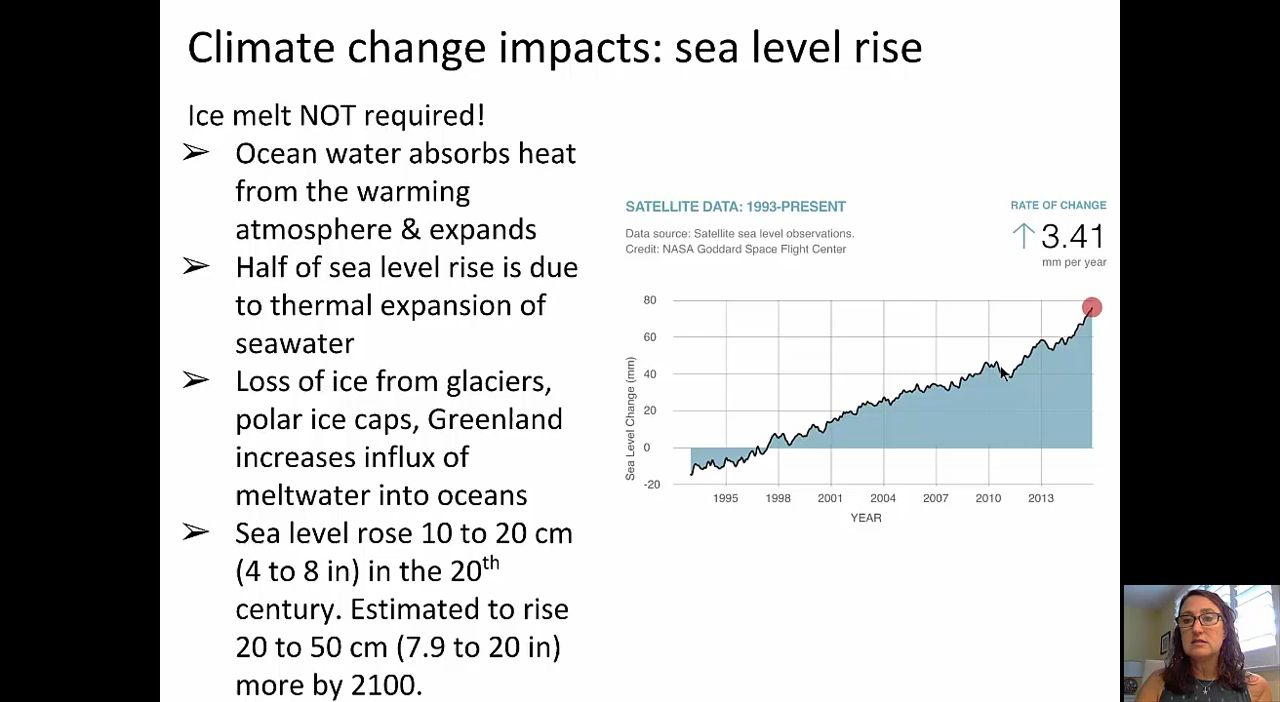 Climate change impacts: sea level rise
Ice melt NOT required!
➢ Ocean water absorbs heat
from the warming
atmosphere & expands
➢ Half of sea level rise is due
to thermal expansion of
seawater
➢ Loss of ice from glaciers,
polar ice caps, Greenland
increases influx of
meltwater into oceans
➢ Sea level rose 10 to 20 cm
(4 to 8 in) in the 20th
century. Estimated to rise
20 to 50 cm (7.9 to 20 in)
more by 2100.
SATELLITE DATA: 1993-PRESENT
Data source: Satellite sea level observations.
Credit: NASA Goddard Space Flight Center
RATE OF CHANGE
↑ 3.41
mm per year
Sea Level Change (mm)
80
60
40
20
0
-20
1995 1998 2001 2004 2007 2010 2013
YEAR